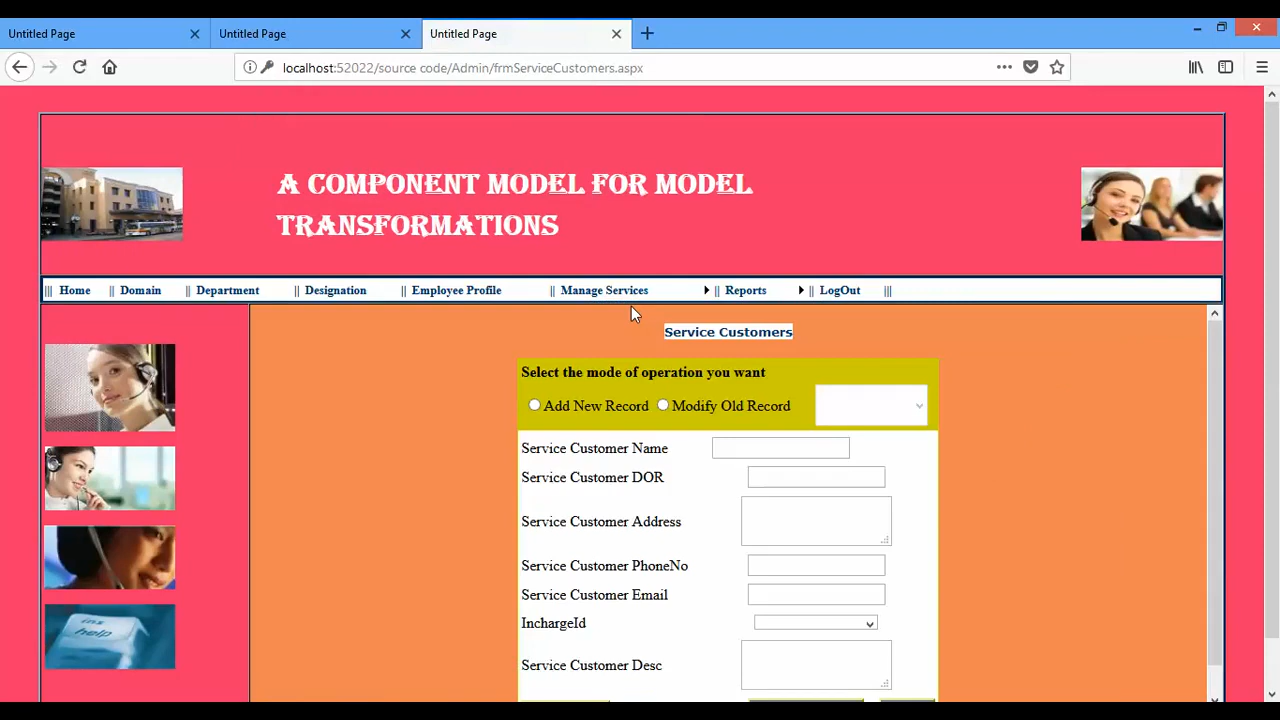 Untitled Page
Untitled Page
Untitled Page
localhost:52022/source code/Admin/frmServiceCustomers.aspx
A COMPONENT MODEL FOR MODEL
TRANSFORMATIONS
||| Home || Domain || Department || Designation || Employee Profile || Manage Services || Reports || LogOut |||
Service Customers
Select the mode of operation you want
Add New Record Modify Old Record
Service Customer Name
Service Customer DOR
Service Customer Address
Service Customer PhoneNo
Service Customer Email
InchargeId
Service Customer Desc
help